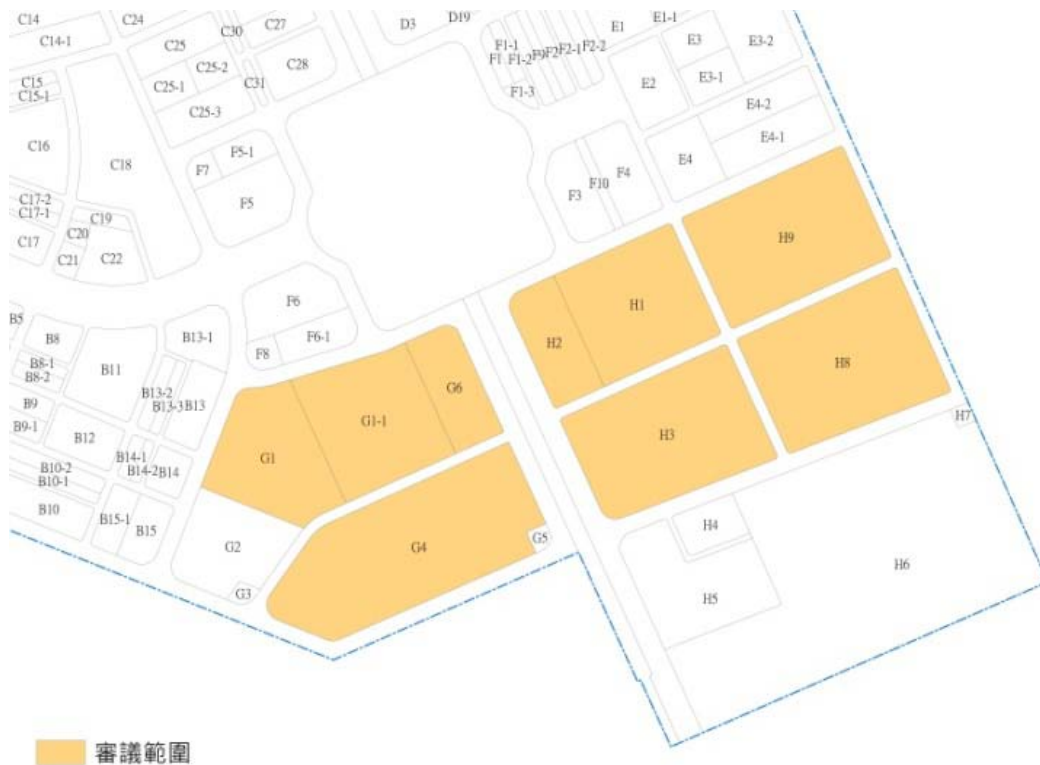 C14
C24
C30
C27
D3
D19
E1
E1-1
C14-1
C25
F1-1
F1
F1-2
F9
F2
F2-1
F2-2
E3
E3-2
C15
C15-1
C25-1
C25-2
C31
C28
F1-3
E2
E3-1
C25-3
E4-2
E4-1
C16
C18
F7
F5-1
F3
F10
F4
E4
C17-2
C17-1
F5
C19
C20
C17
C21
C22
H9
F6
H1
B5
B8
B13-1
F6-1
F8
H2
B8-1
B8-2
B11
B13-2
B13-3
B13
G6
H8
B9
B9-1
B12
G1-1
H3
H7
B14-1
B14-2
B14
G1
B10-2
B10-1
B10
B15-1
B15
G2
G4
G5
H4
H6
G3
H5
審議範圍